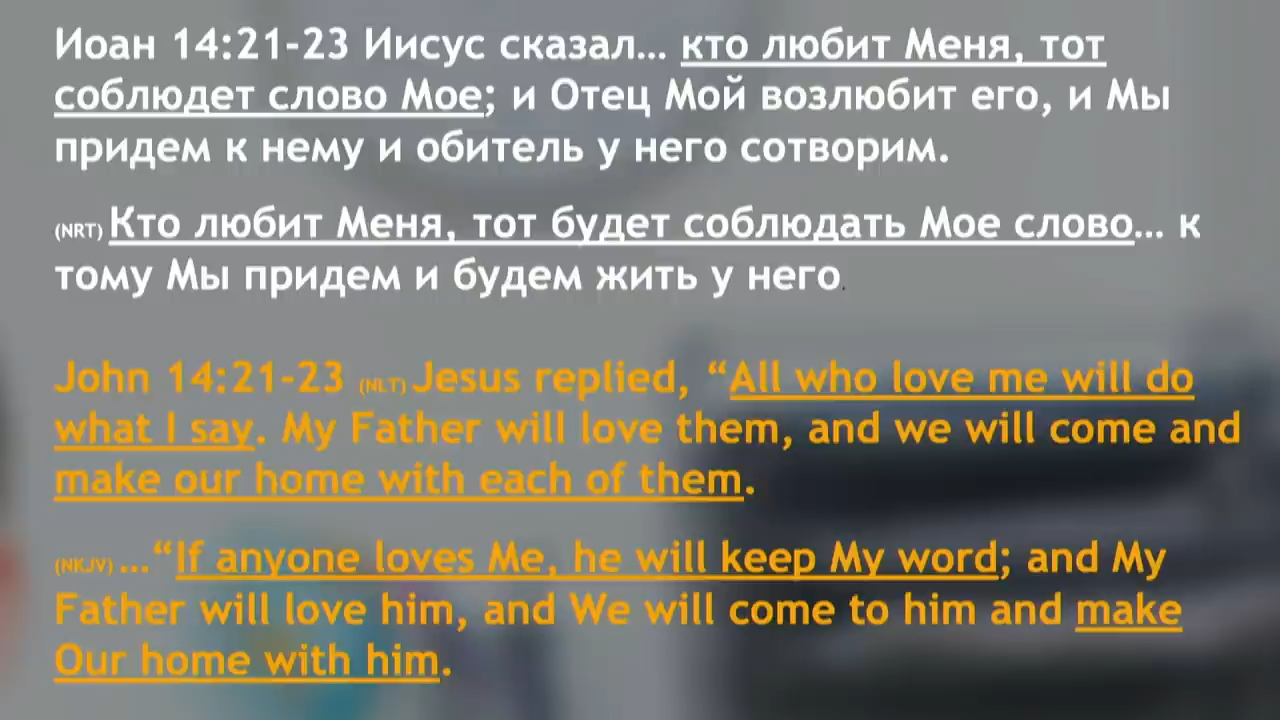 Иоан 14:21-23 Иисус сказал… кто любит Меня, тот
соблюдет слово Мое; и Отец Мой возлюбит его, и Мы
придем к нему и обитель у него сотворим.
(NRT) Кто любит Меня, тот будет соблюдать Мое слово… к
тому Мы придем и будем жить у него.
John 14:21-23 (NLT) Jesus replied, “All who love me will do
what I say. My Father will love them, and we will come and
make our home with each of them.
(NKJV) …“If anyone loves Me, he will keep My word; and My
Father will love him, and We will come to him and make
Our home with him.